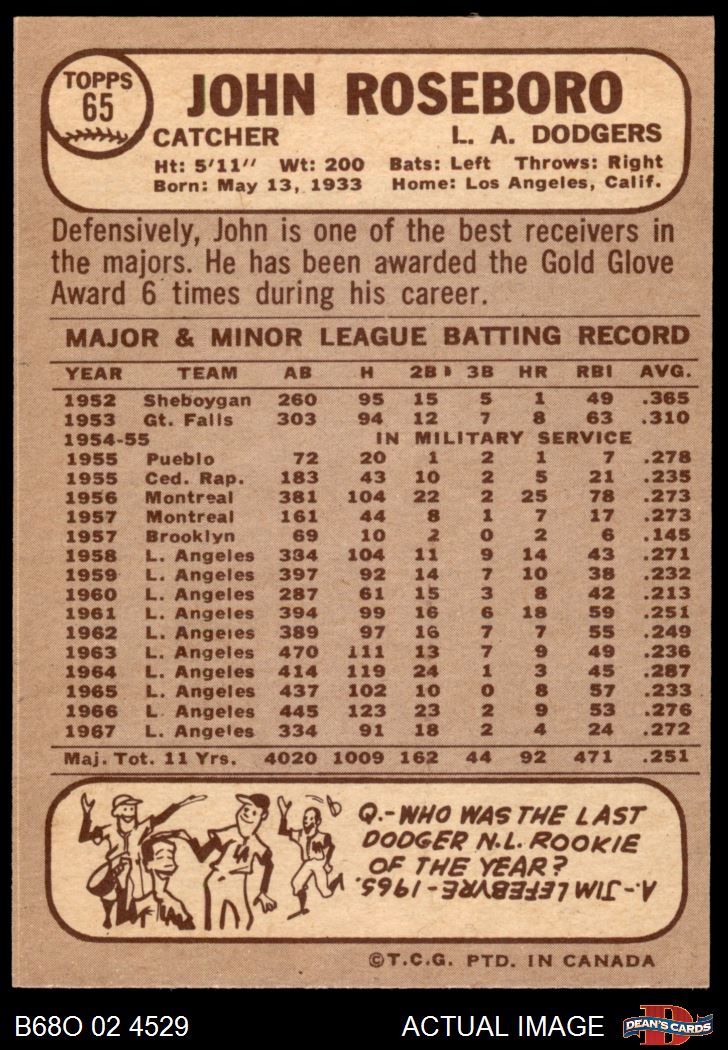 TOPPS
65
JOHN ROSEBORO
CATCHER L. A. DODGERS
Ht: 5'11" Wt: 200 Bats: Left Throws: Right
Born: May 13, 1933 Home: Los Angeles, Calif.
Defensively, John is one of the best receivers in
the majors. He has been awarded the Gold Glove
Award 6 times during his career.
MAJOR & MINOR LEAGUE BATTING RECORD
YEAR TEAM AB H 2B 3B HR RBI AVG.
1952 Sheboygan 260 95 15 5 1 49 .365
1953 Gt. Falls 303 94 12 7 8 63 .310
1954-55 IN MILITARY SERVICE
1955 Pueblo 72 20 1 2 1 7 .278
1955 Ced. Rap. 183 43 10 2 5 21 .235
1956 Montreal 381 104 22 2 25 78 .273
1957 Montreal 161 44 8 1 7 17 .273
1957 Brooklyn 69 10 2 0 2 6 .145
1958 L. Angeles 384 104 11 9 14 43 .271
1959 L. Angeles 397 92 14 7 10 38 .232
1960 L. Angeles 287 61 15 3 8 42 .213
1961 L. Angeles 394 99 16 6 18 59 .251
1962 L. Angeles 389 97 16 7 7 55 .249
1963 L. Angeles 470 111 13 7 9 49 .236
1964 L. Angeles 414 119 24 1 3 45 .287
1965 L. Angeles 437 102 10 0 8 57 .233
1966 L. Angeles 445 123 23 2 9 53 .276
1967 L. Angeles 334 91 18 2 4 24 .272
Maj. Tot. 11 Yrs. 4020 1009 162 44 92 471 .251
Q.-WHO WAS THE LAST
DODGER N.L. ROOKIE
OF THE YEAR?
A.-JIM LEFEBVRE-1965.
LA
©T.C.G. PTD. IN CANADA
B68O 02 4529 ACTUAL IMAGE
D
DEAN'S CARDS